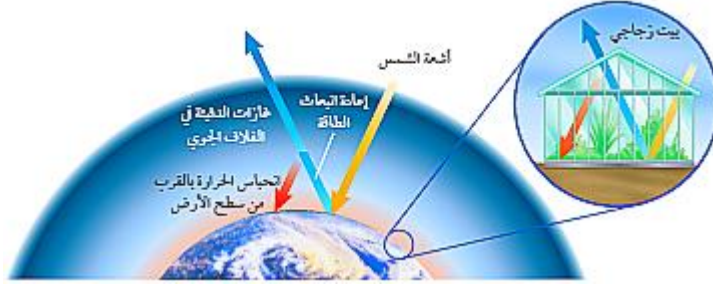 بيت زجاجي
أشعة الشمس
إعادة انبعاث
الطاقة
غازات الدفيئة في
الغلاف الجوي
انحباس الحرارة بالقرب
من سطح الأرض